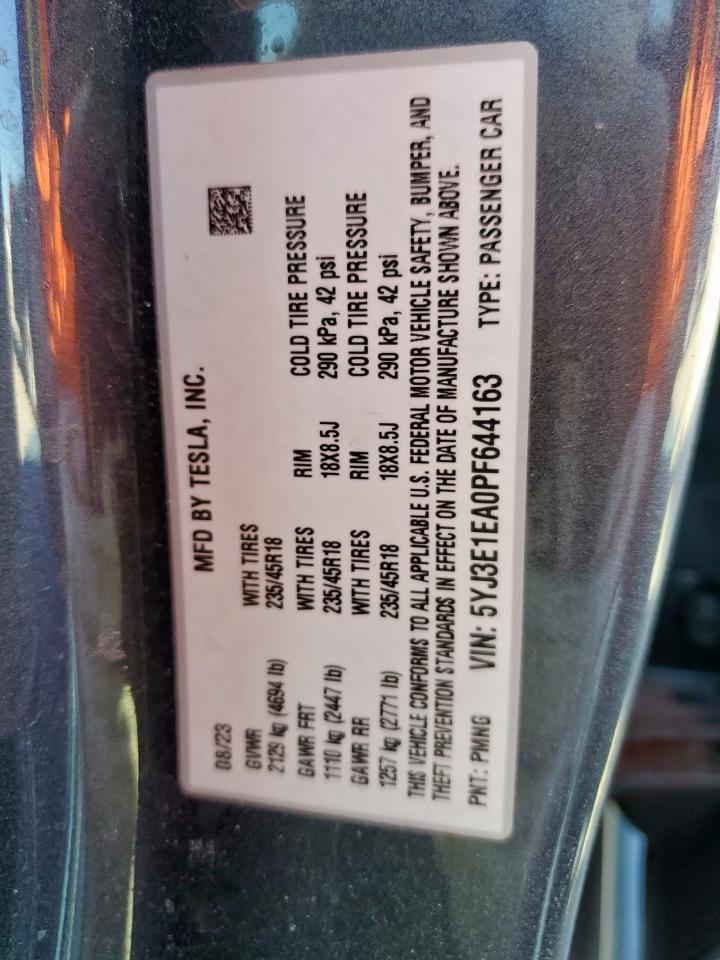 MFD BY TESLA, INC.
08/23
GVWR WITH TIRES
2129 kg (4694 lb) 235/45R18
GAWR FRT WITH TIRES RIM COLD TIRE PRESSURE
1110 kg (2447 lb) 235/45R18 18X8.5J 290 kPa, 42 psi
GAWR RR WITH TIRES RIM COLD TIRE PRESSURE
1257 kg (2771 lb) 235/45R18 18X8.5J 290 kPa, 42 psi
THIS VEHICLE CONFORMS TO ALL APPLICABLE U.S. FEDERAL MOTOR VEHICLE SAFETY, BUMPER, AND
THEFT PREVENTION STANDARDS IN EFFECT ON THE DATE OF MANUFACTURE SHOWN ABOVE.
PNT: PMNG VIN: 5YJ3E1EA0PF644163 TYPE: PASSENGER CAR